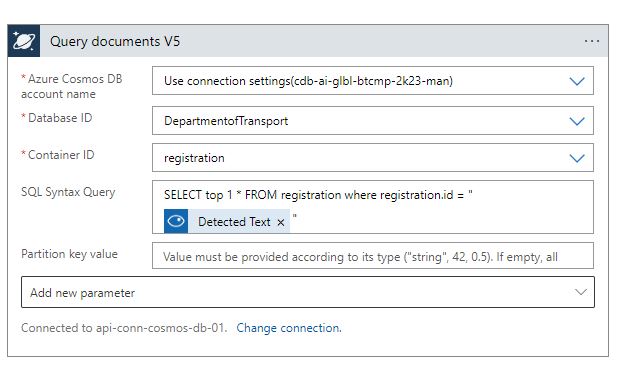 Query documents V5 ...
* Azure Cosmos DB
account name
Use connection settings(cdb-ai-glbl-btcmp-2k23-man)
* Database ID
DepartmentofTransport
* Container ID
registration
SQL Syntax Query
SELECT top 1 * FROM registration where registration.id = "
Detected Text × "
Partition key value
Value must be provided according to its type ("string", 42, 0.5). If empty, all
Add new parameter
Connected to api-conn-cosmos-db-01. Change connection.